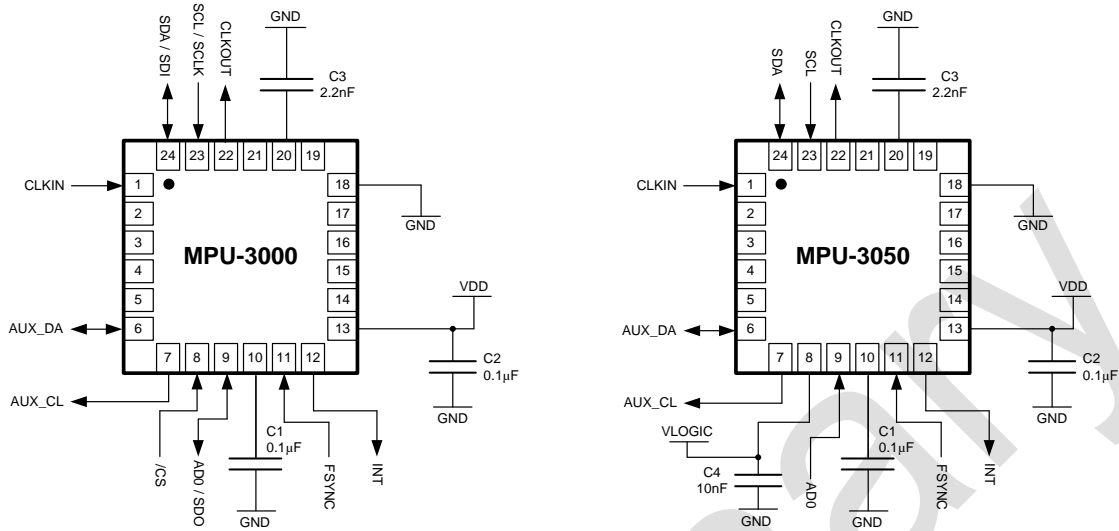 GND
SDA / SDI
SCL / SCLK
CLKOUT
C3
2.2nF
24 23 22 21 20 19
CLKIN
1
2
3
4
5
6
18
17
16
15
14
13
MPU-3000
GND
VDD
AUX_DA
7 8 9 10 11 12
C2
0.1µF
GND
AUX_CL
/CS
AD0 / SDO
C1
0.1µF
GND
FSYNC
INT
GND
SDA
SCL
CLKOUT
C3
2.2nF
24 23 22 21 20 19
CLKIN
1
2
3
4
5
6
18
17
16
15
14
13
MPU-3050
GND
VDD
AUX_DA
7 8 9 10 11 12
C2
0.1µF
GND
AUX_CL
VLOGIC
C4
10nF
GND
AD0
C1
0.1µF
GND
FSYNC
INT
ary